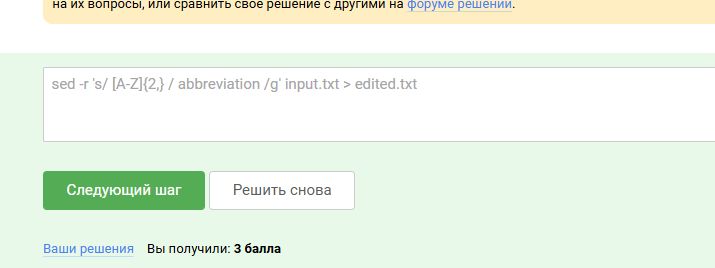 на их вопросы, или сравнить свое решение с другими на форуме решений.
sed -r 's/ [A-Z]{2,} / abbreviation /g' input.txt > edited.txt
Следующий шаг Решить снова
Ваши решения Вы получили: 3 балла